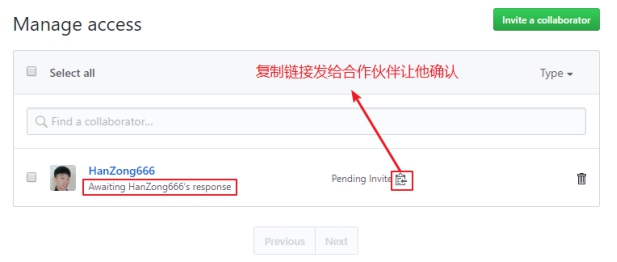 Manage access
Invite a collaborator
Select all
复制链接发给合作伙伴让他确认
Type
Find a collaborator...
HanZong666
Awaiting HanZong666's response
Pending Invite
Previous
Next